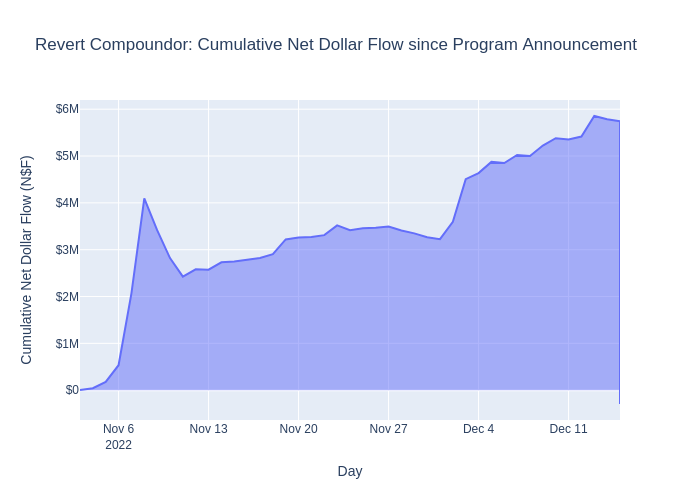 Revert Compoundor: Cumulative Net Dollar Flow since Program Announcement
Cumulative Net Dollar Flow (N$F)
$6M
$5M
$4M
$3M
$2M
$1M
$0
Nov 6
2022
Nov 13
Nov 20
Nov 27
Dec 4
Dec 11
Day